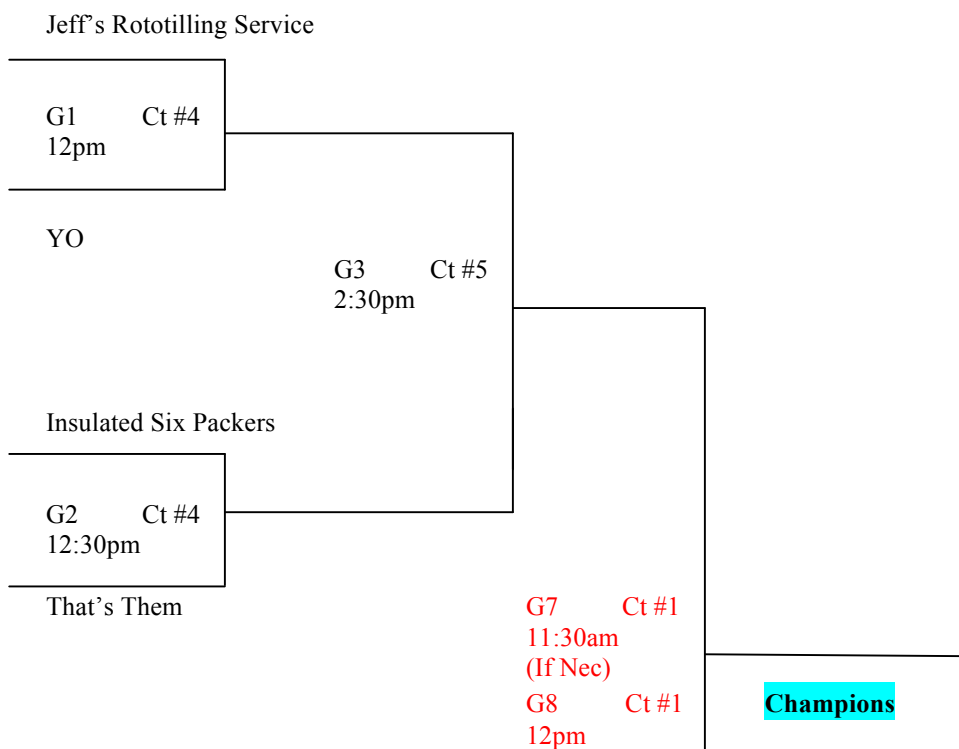 Jeff’s Rototilling Service
G1 Ct #4
12pm
YO
G3 Ct #5
2:30pm
Insulated Six Packers
G2 Ct #4
12:30pm
That’s Them
G7 Ct #1
11:30am
(If Nec)
G8 Ct #1
12pm
Champions